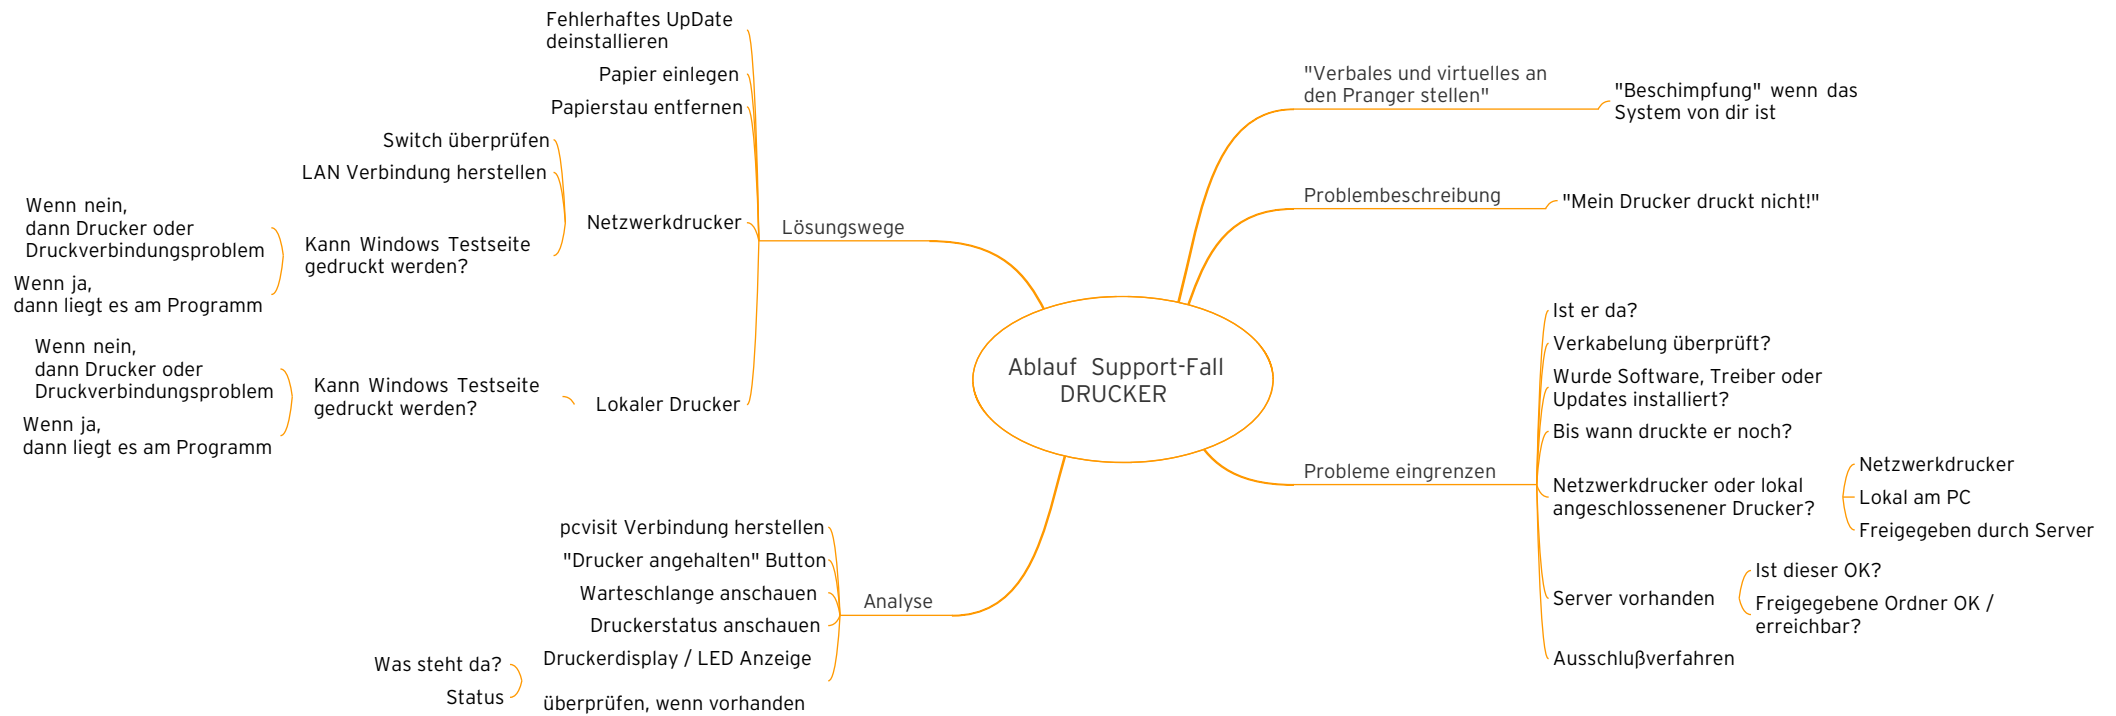 Ablauf Support-Fall
DRUCKER
"Verbales und virtuelles an
den Pranger stellen"
"Beschimpfung" wenn das
System von dir ist
Problembeschreibung
"Mein Drucker druckt nicht!"
Probleme eingrenzen
Ist er da?
Verkabelung überprüft?
Wurde Software, Treiber oder
Updates installiert?
Bis wann druckte er noch?
Netzwerkdrucker oder lokal
angeschlossenener Drucker?
Netzwerkdrucker
Lokal am PC
Freigegeben durch Server
Server vorhanden
Ist dieser OK?
Freigegebene Ordner OK /
erreichbar?
Ausschlußverfahren
Analyse
pcvisit Verbindung herstellen
"Drucker angehalten" Button
Warteschlange anschauen
Druckerstatus anschauen
Druckerdisplay / LED Anzeige
überprüfen, wenn vorhanden
Was steht da?
Status
Lösungswege
Fehlerhaftes UpDate
deinstallieren
Papier einlegen
Papierstau entfernen
Netzwerkdrucker
Switch überprüfen
LAN Verbindung herstellen
Kann Windows Testseite
gedruckt werden?
Wenn nein,
dann Drucker oder
Druckverbindungsproblem
Wenn ja,
dann liegt es am Programm
Lokaler Drucker
Kann Windows Testseite
gedruckt werden?
Wenn nein,
dann Drucker oder
Druckverbindungsproblem
Wenn ja,
dann liegt es am Programm